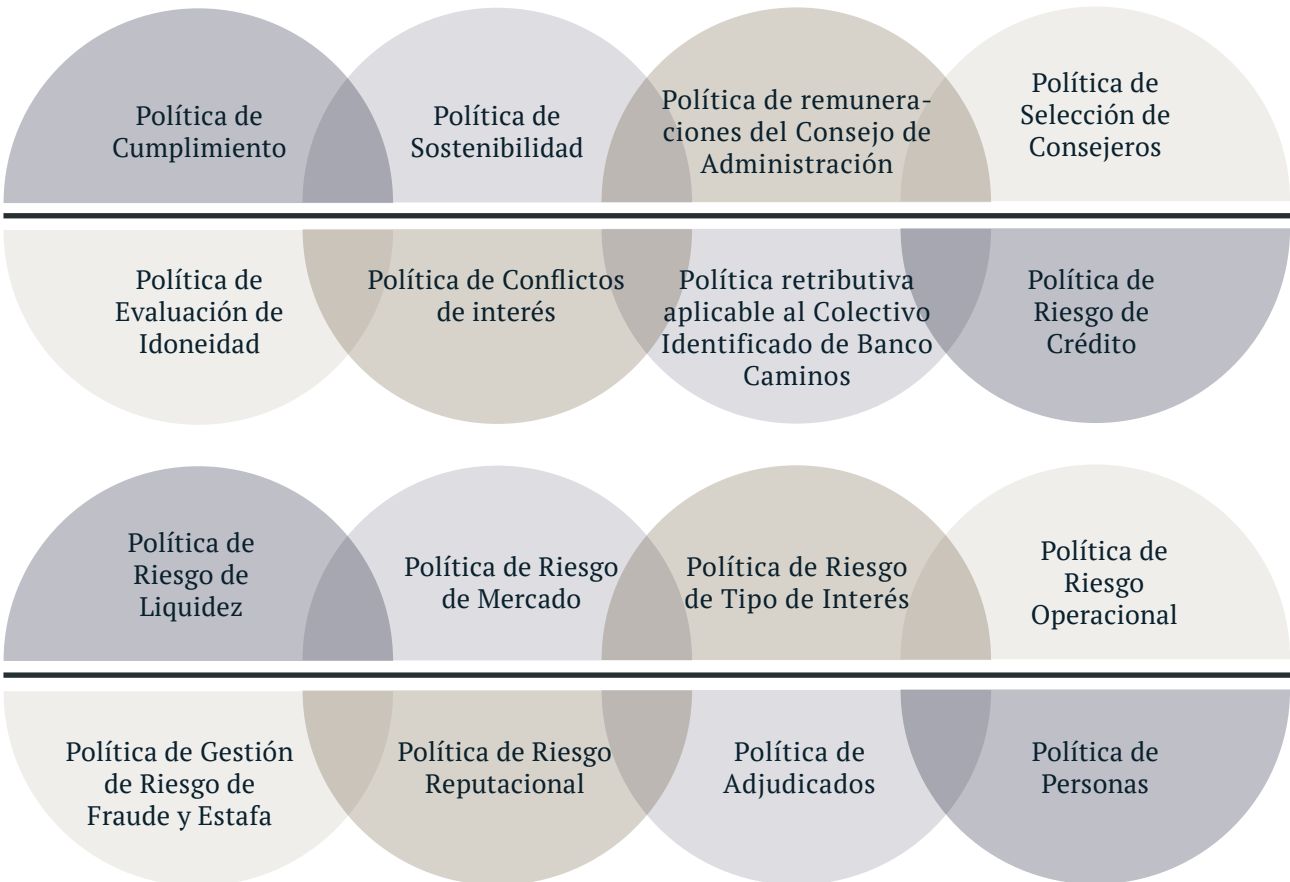 Política de
Cumplimiento
Política de
Sostenibilidad
Política de remunera-
ciones del Consejo de
Administración
Política de
Selección de
Consejeros
Política de
Evaluación de
Idoneidad
Política de Conflictos
de interés
Política retributiva
aplicable al Colectivo
Identificado de Banco
Caminos
Política de
Riesgo de
Crédito
Política de
Riesgo de
Liquidez
Política de Riesgo
de Mercado
Política de Riesgo
de Tipo de Interés
Política de
Riesgo
Operacional
Política de Gestión
de Riesgo de
Fraude y Estafa
Política de Riesgo
Reputacional
Política de
Adjudicados
Política de
Personas